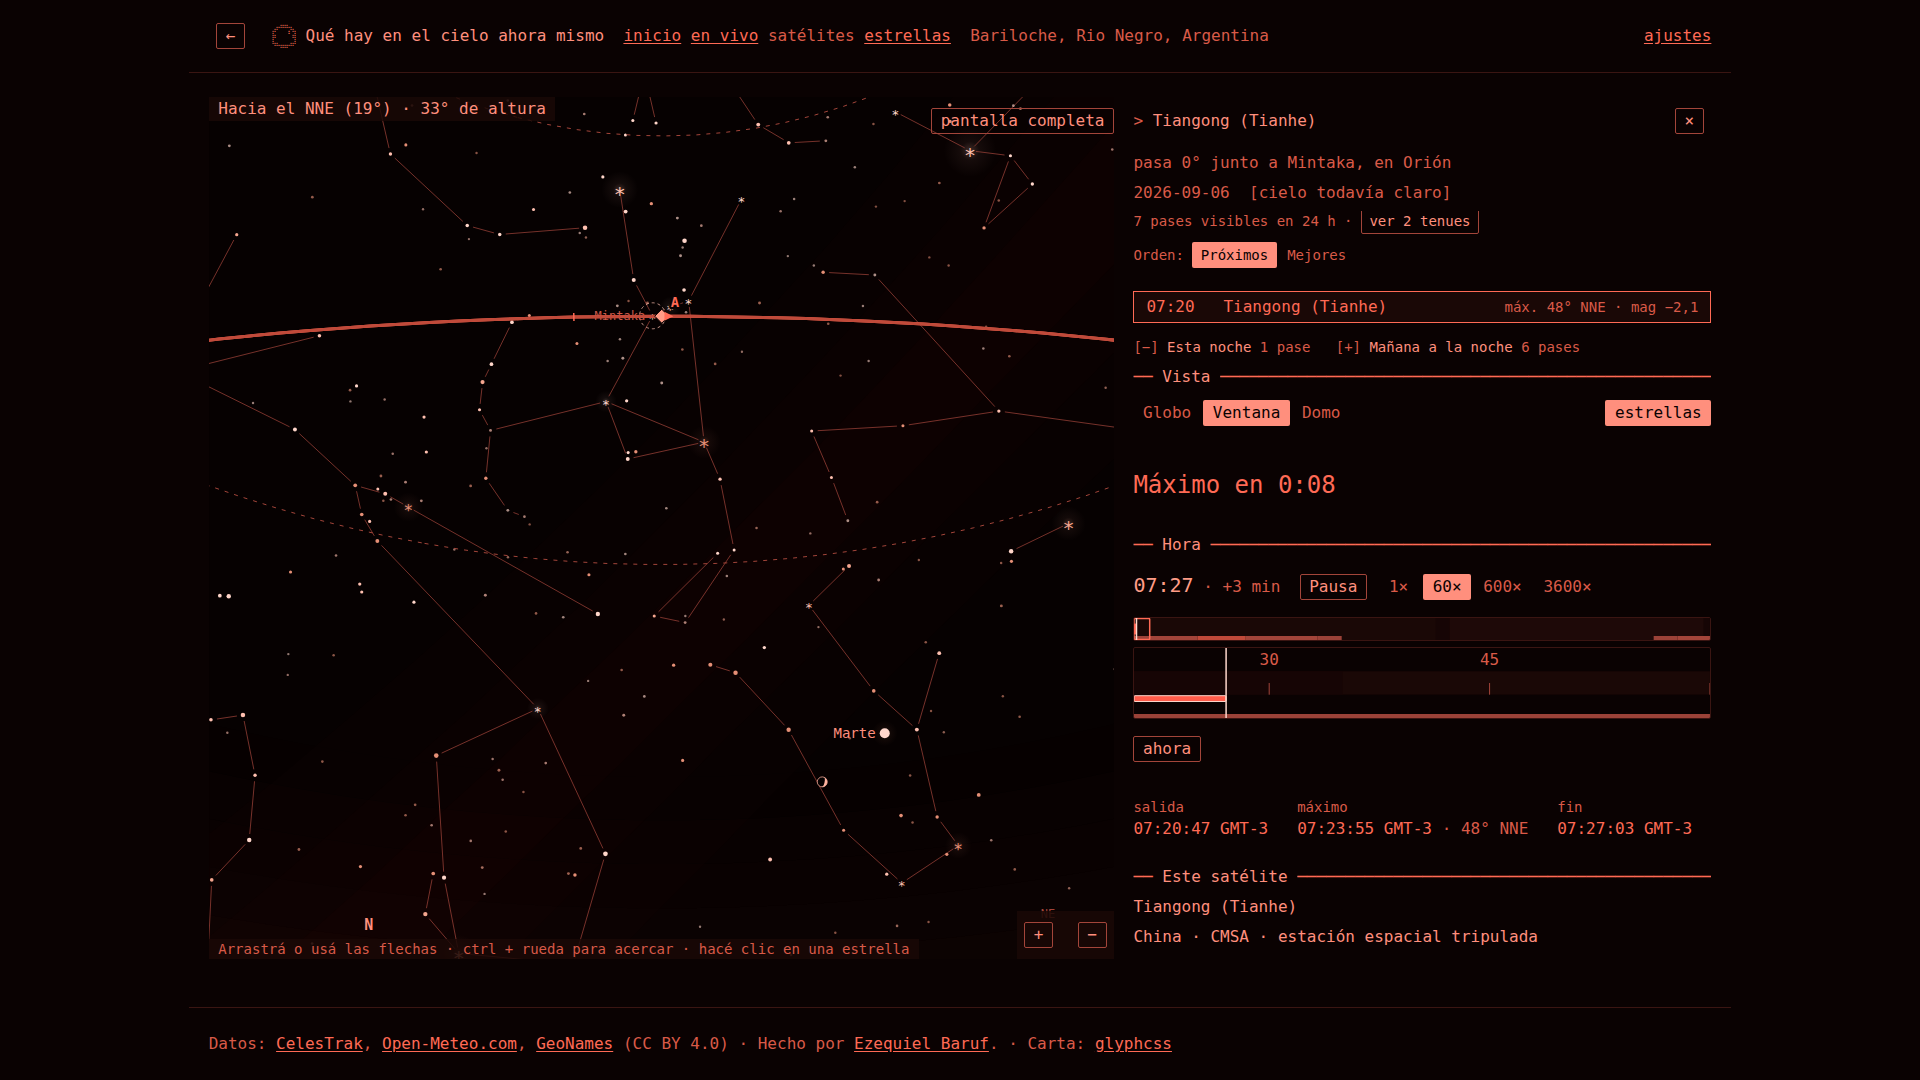 ← Qué hay en el cielo ahora mismo inicio en vivo satélites estrellas Bariloche, Rio Negro, Argentina ajustes
Hacia el NNE (19°) · 33° de altura
pantalla completa
A
Mintaka
Marte
N
NE
Arrastrá o usá las flechas · ctrl + rueda para acercar · hacé clic en una estrella
+ −
> Tiangong (Tianhe) ×
pasa 0° junto a Mintaka, en Orión
2026-09-06 [cielo todavía claro]
7 pases visibles en 24 h · ver 2 tenues
Orden: Próximos Mejores
07:20 Tiangong (Tianhe) máx. 48° NNE · mag −2,1
[−] Esta noche 1 pase [+] Mañana a la noche 6 pases
Vista
Globo Ventana Domo estrellas
Máximo en 0:08
Hora
07:27 · +3 min Pausa 1× 60× 600× 3600×
30 45
ahora
salida máximo fin
07:20:47 GMT-3 07:23:55 GMT-3 · 48° NNE 07:27:03 GMT-3
Este satélite
Tiangong (Tianhe)
China · CMSA · estación espacial tripulada
Datos: CelesTrak, Open-Meteo.com, GeoNames (CC BY 4.0) · Hecho por Ezequiel Baruf. · Carta: glyphcss